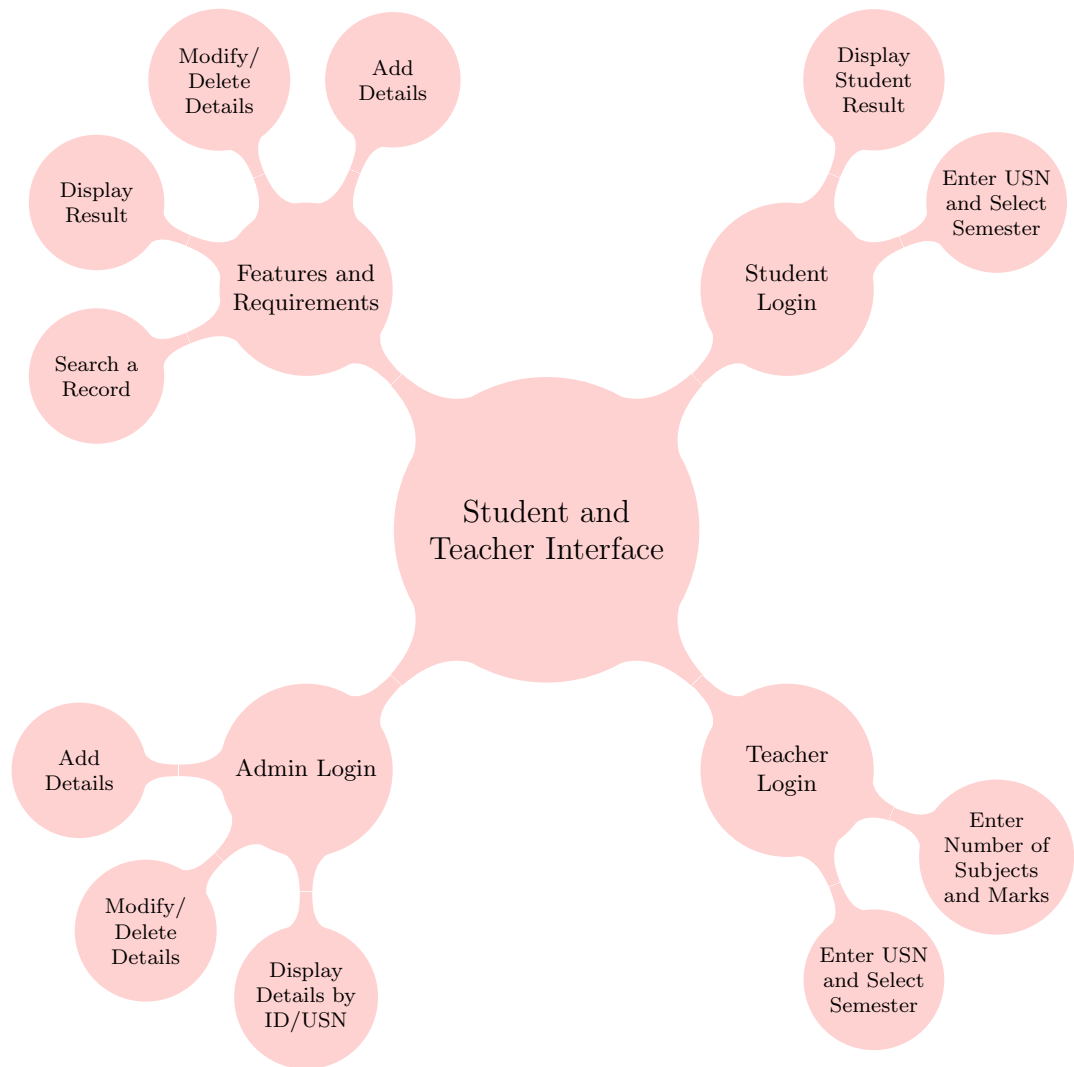 Modify/
Delete
Details
Add
Details
Display
Student
Result
Display
Result
Enter USN
and Select
Semester
Features and
Requirements
Student
Login
Search a
Record
Student and
Teacher Interface
Add
Details
Admin Login
Teacher
Login
Enter
Number of
Subjects
and Marks
Modify/
Delete
Details
Display
Details by
ID/USN
Enter USN
and Select
Semester